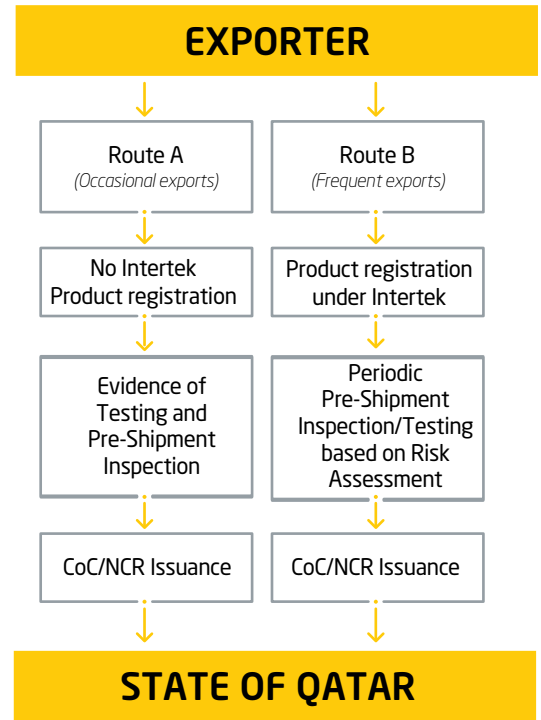 EXPORTER
Route A
(Occasional exports)
No Intertek
Product registration
Evidence of
Testing and
Pre-Shipment
Inspection
CoC/NCR Issuance
Route B
(Frequent exports)
Product registration
under Intertek
Periodic
Pre-Shipment
Inspection/Testing
based on Risk
Assessment
CoC/NCR Issuance
STATE OF QATAR